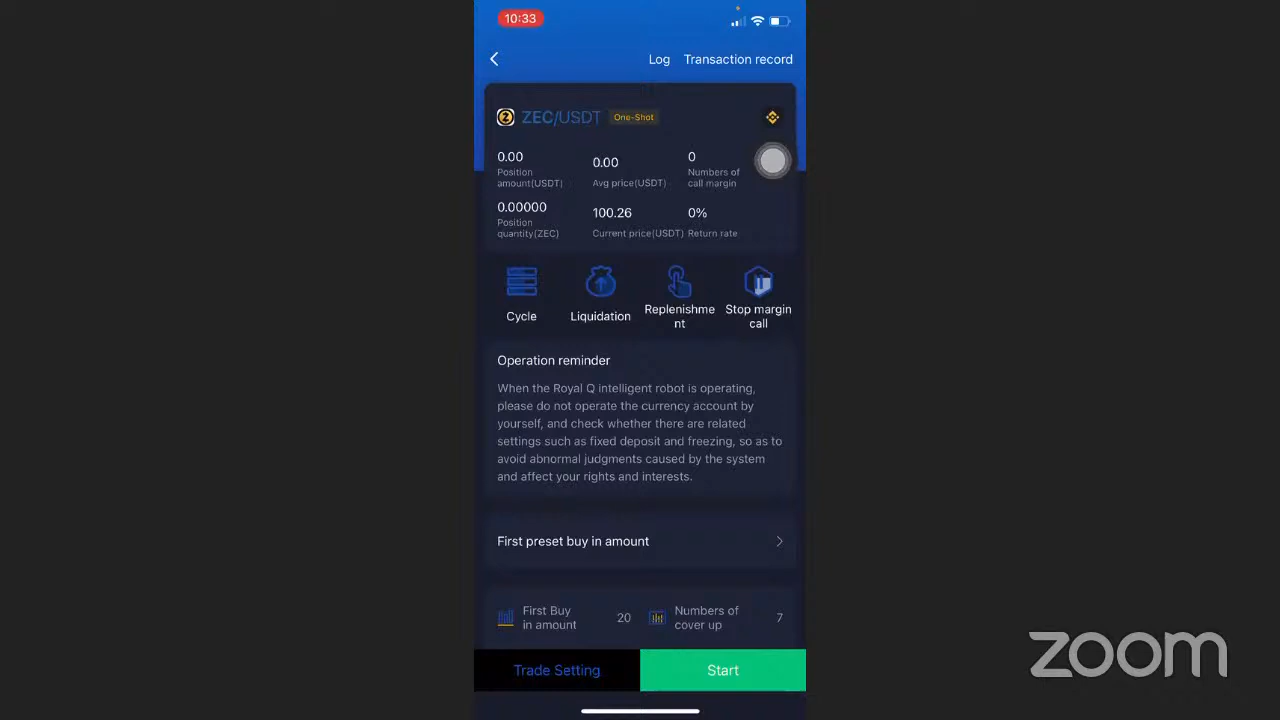 10:33
Log Transaction record
ZEC/USDT One-Shot
0.00 0.00 0
Position amount(USDT) Avg price(USDT) Numbers of call margin
0.00000 100.26 0%
Position quantity(ZEC) Current price(USDT) Return rate
Cycle Liquidation Replenishme
nt Stop margin
call
Operation reminder
When the Royal Q intelligent robot is operating,
please do not operate the currency account by
yourself, and check whether there are related
settings such as fixed deposit and freezing, so as to
avoid abnormal judgments caused by the system
and affect your rights and interests.
First preset buy in amount
First Buy
in amount 20 Numbers of
cover up 7
Trade Setting Start
zoom